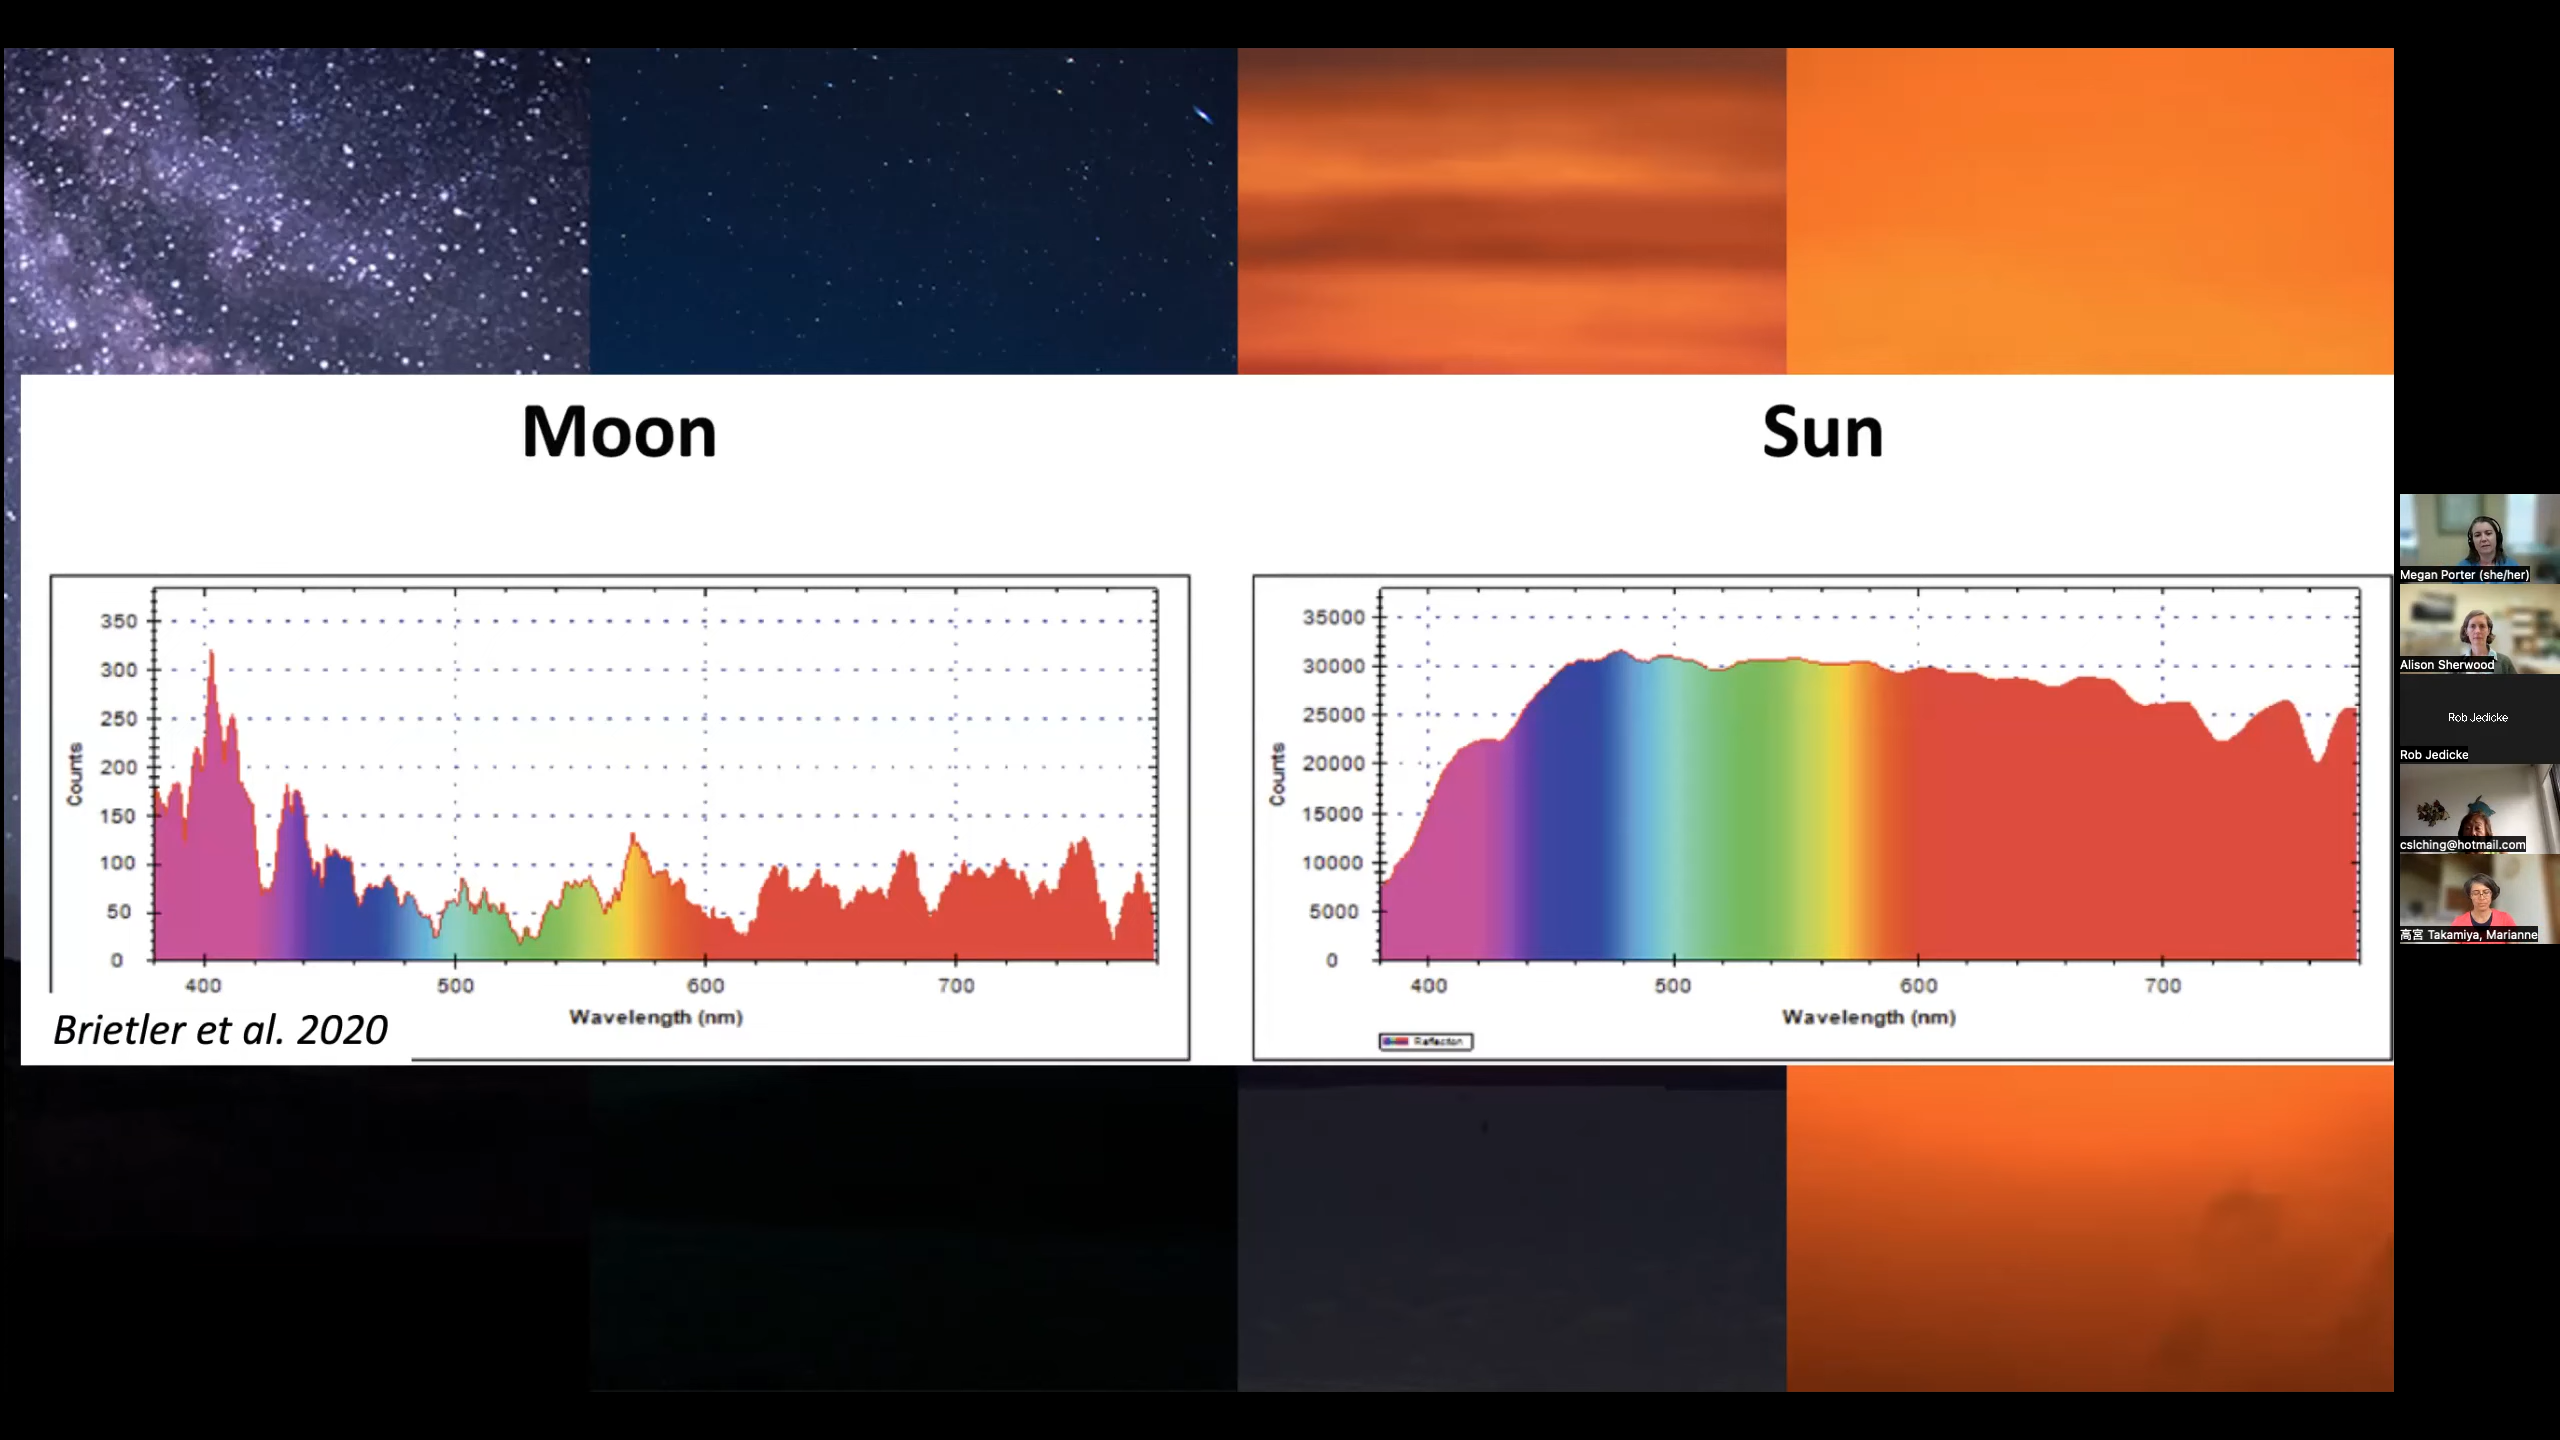 Moon
Sun
350
300
250
200
150
100
50
0
Counts
400 500 600 700
Wavelength (nm)
Brietler et al. 2020
35000
30000
25000
20000
15000
10000
5000
0
Counts
400 500 600 700
Wavelength (nm)
Reflection
Megan Porter (she/her)
Alison Sherwood
Rob Jedicke
Rob Jedicke
cslching@hotmail.com
高宮 Takamiya, Marianne